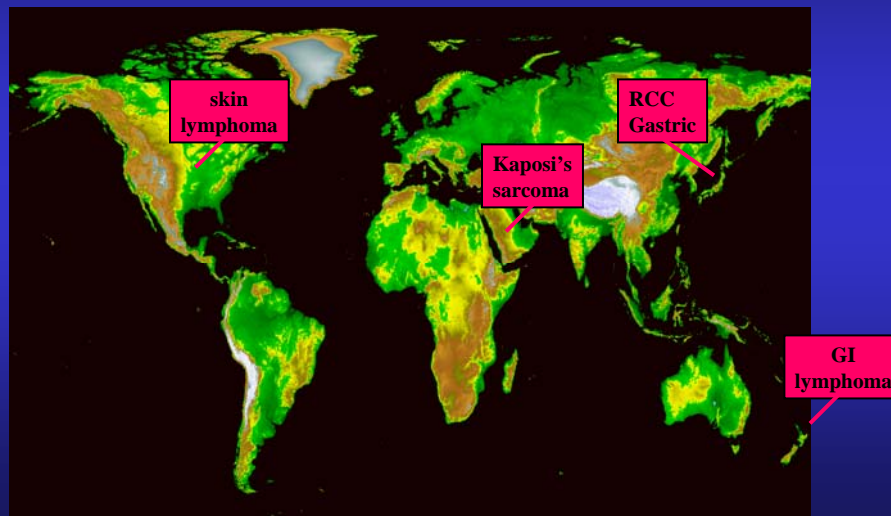 skin
lymphoma
RCC
Gastric
Kaposi's
sarcoma
GI
lymphoma